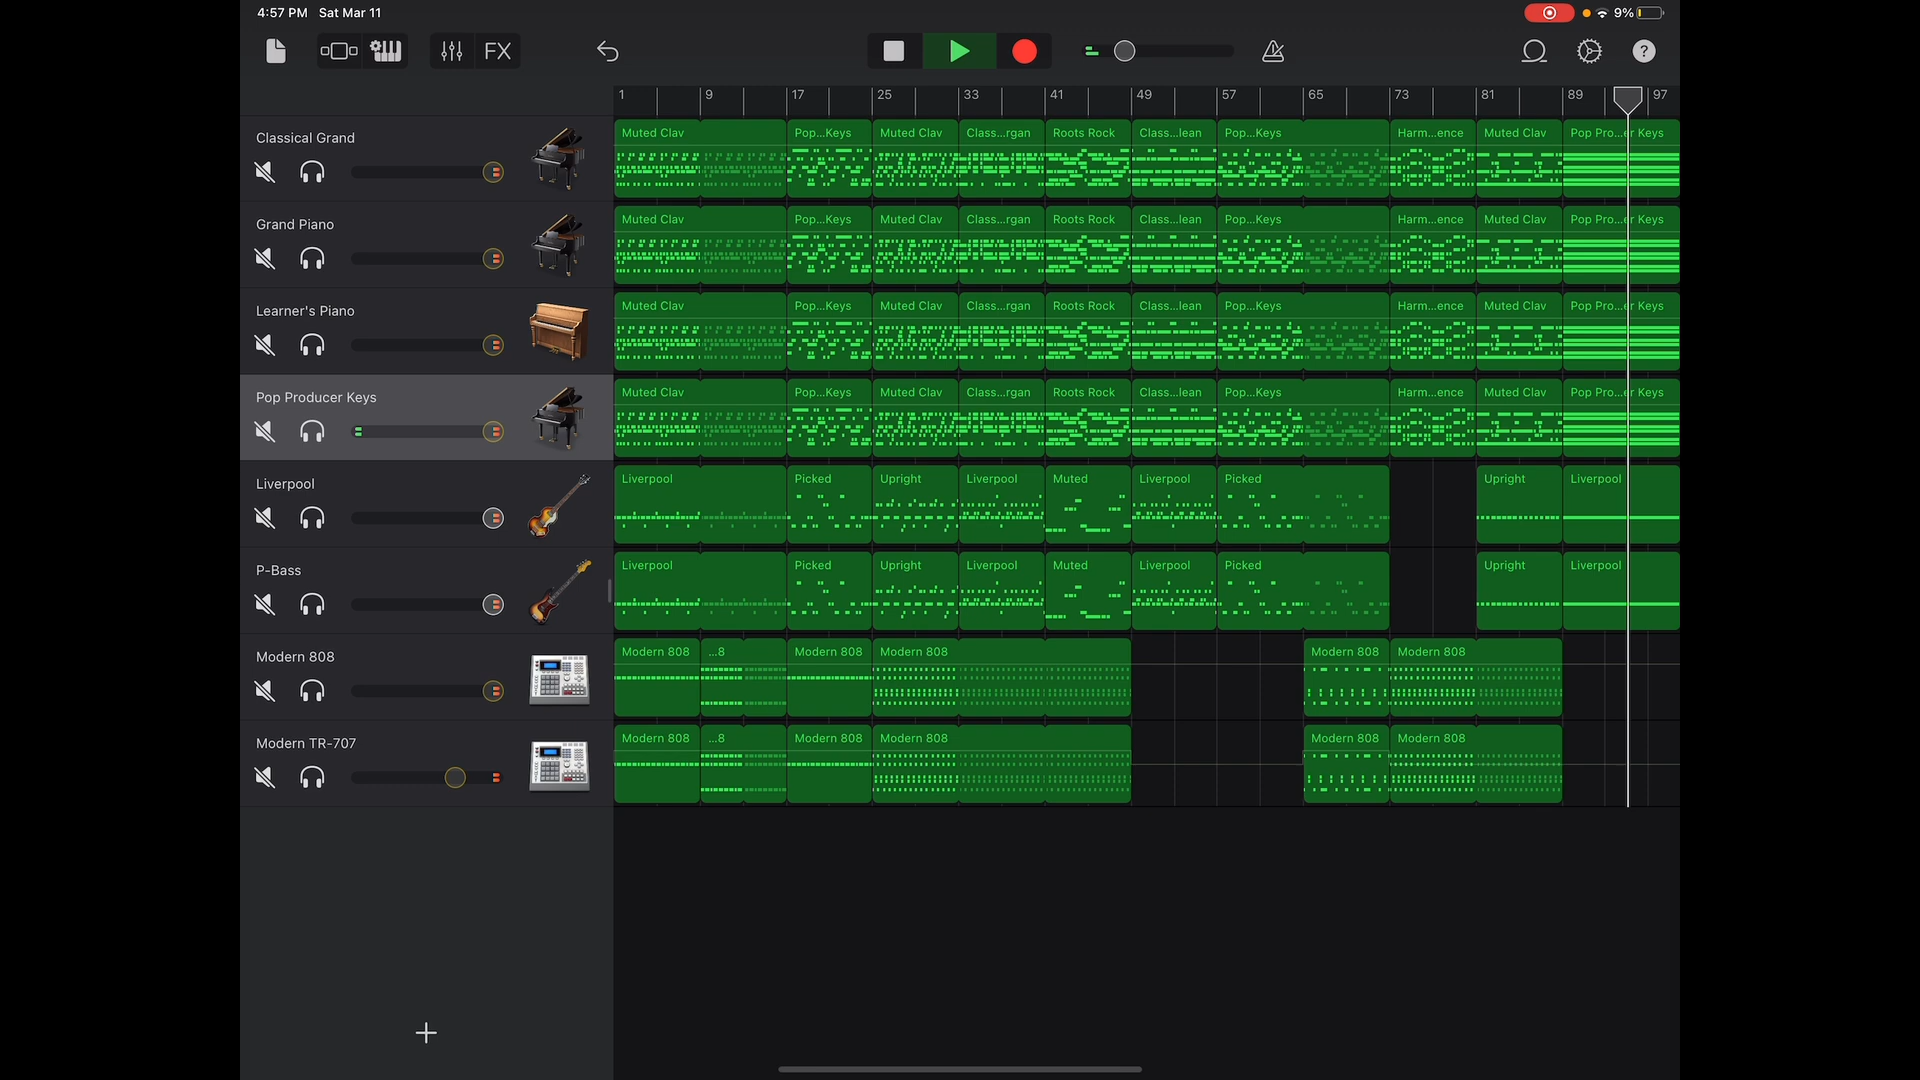 4:57 PM Sat Mar 11
9%
FX
?
1 9 17 25 33 41 49 57 65 73 81 89 97
Classical Grand
Muted Clav Pop...Keys Muted Clav Class...rgan Roots Rock Class...lean Pop...Keys Harm...ence Muted Clav Pop Pro...er Keys
Grand Piano
Muted Clav Pop...Keys Muted Clav Class...rgan Roots Rock Class...lean Pop...Keys Harm...ence Muted Clav Pop Pro...er Keys
Learner's Piano
Muted Clav Pop...Keys Muted Clav Class...rgan Roots Rock Class...lean Pop...Keys Harm...ence Muted Clav Pop Pro...er Keys
Pop Producer Keys
Muted Clav Pop...Keys Muted Clav Class...rgan Roots Rock Class...lean Pop...Keys Harm...ence Muted Clav Pop Pro...er Keys
Liverpool
Liverpool Picked Upright Liverpool Muted Liverpool Picked Upright Liverpool
P-Bass
Liverpool Picked Upright Liverpool Muted Liverpool Picked Upright Liverpool
Modern 808
Modern 808 ...8 Modern 808 Modern 808 Modern 808 Modern 808
Modern TR-707
Modern 808 ...8 Modern 808 Modern 808 Modern 808 Modern 808